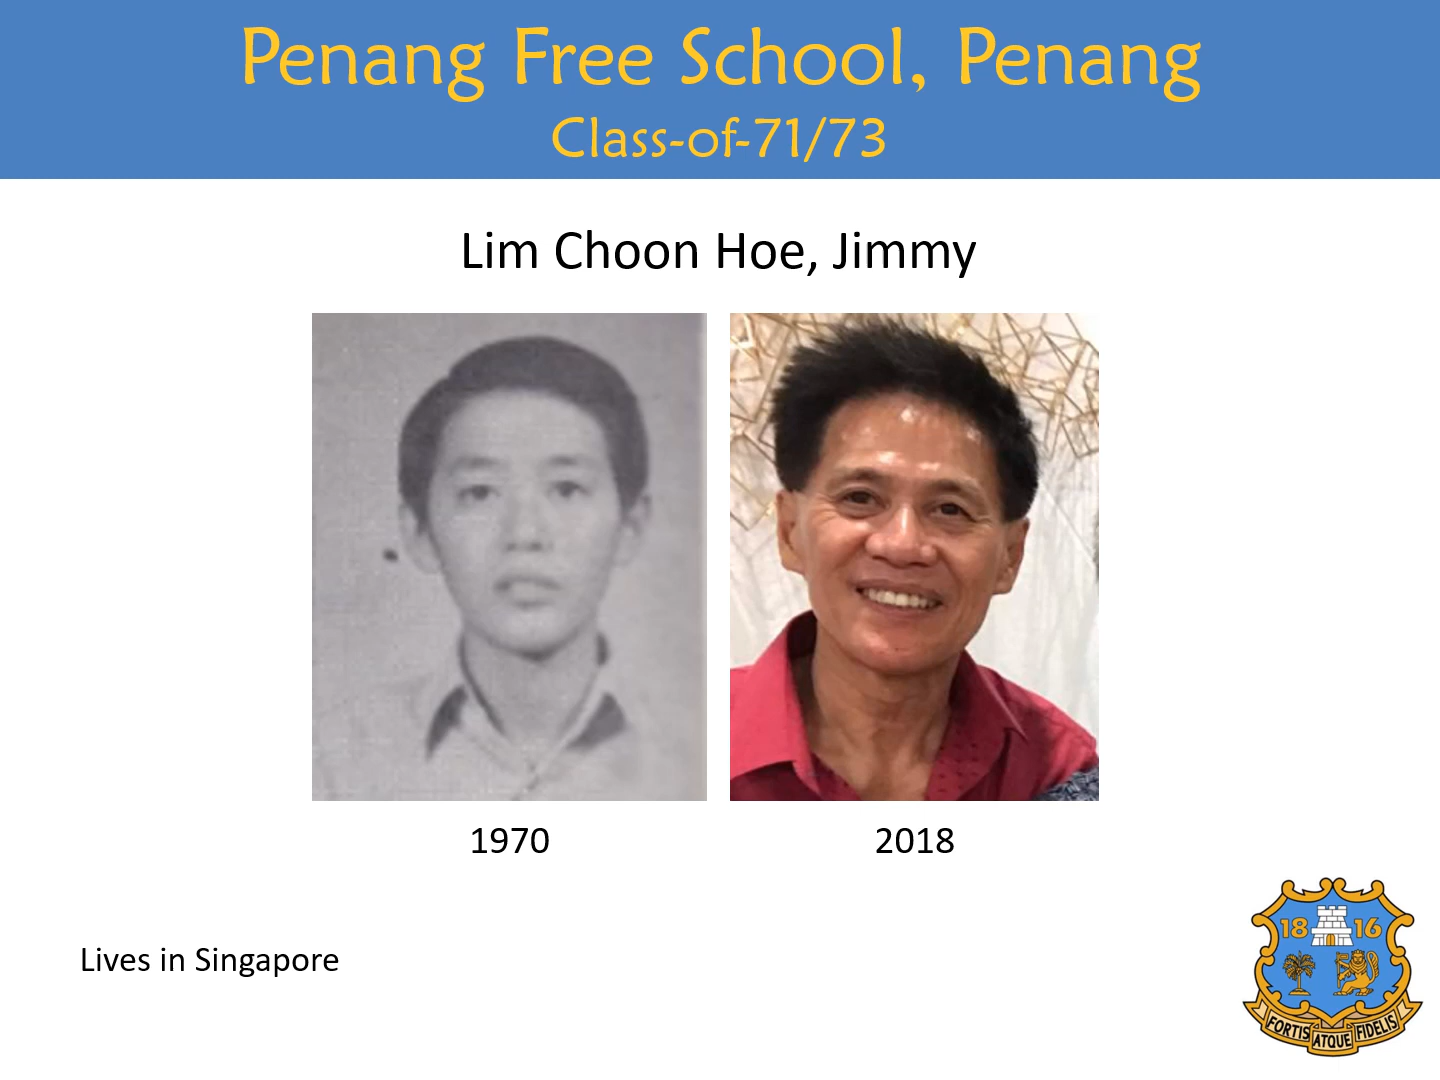 Penang Free School, Penang
Class-of-71/73
Lim Choon Hoe, Jimmy
1970
2018
Lives in Singapore
18 16
FORTIS ATQUE FIDELIS